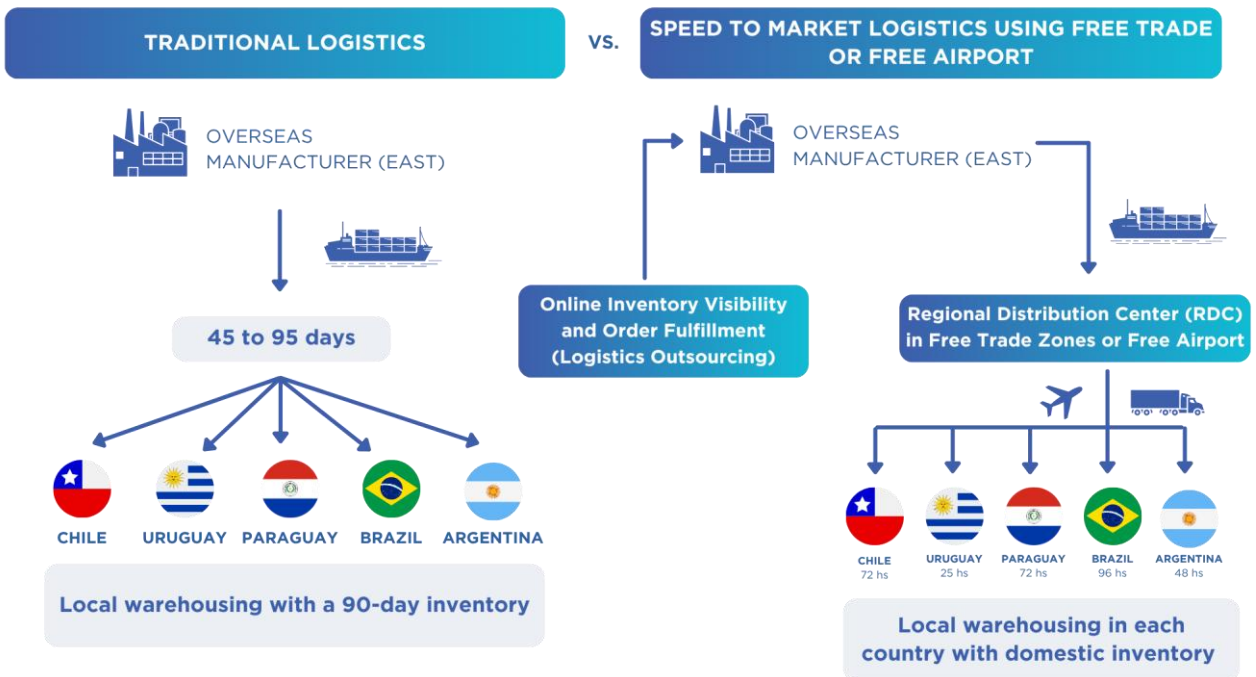 TRADITIONAL LOGISTICS
VS.
SPEED TO MARKET LOGISTICS USING FREE TRADE
OR FREE AIRPORT
OVERSEAS
MANUFACTURER (EAST)
45 to 95 days
CHILE
URUGUAY
PARAGUAY
BRAZIL
ARGENTINA
Local warehousing with a 90-day inventory
OVERSEAS
MANUFACTURER (EAST)
Online Inventory Visibility
and Order Fulfillment
(Logistics Outsourcing)
Regional Distribution Center (RDC)
in Free Trade Zones or Free Airport
CHILE
72 hs
URUGUAY
25 hs
PARAGUAY
72 hs
BRAZIL
96 hs
ARGENTINA
48 hs
Local warehousing in each
country with domestic inventory